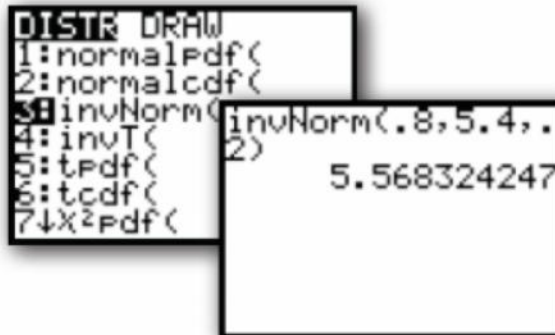 DISTR DRAW
1:normalpdf(
2:normalcdf(
3:invNorm(
4:invT(
5:tpdf(
6:tcdf(
7↓X²pdf(
invNorm(.8,5.4,.
2)
5.568324247